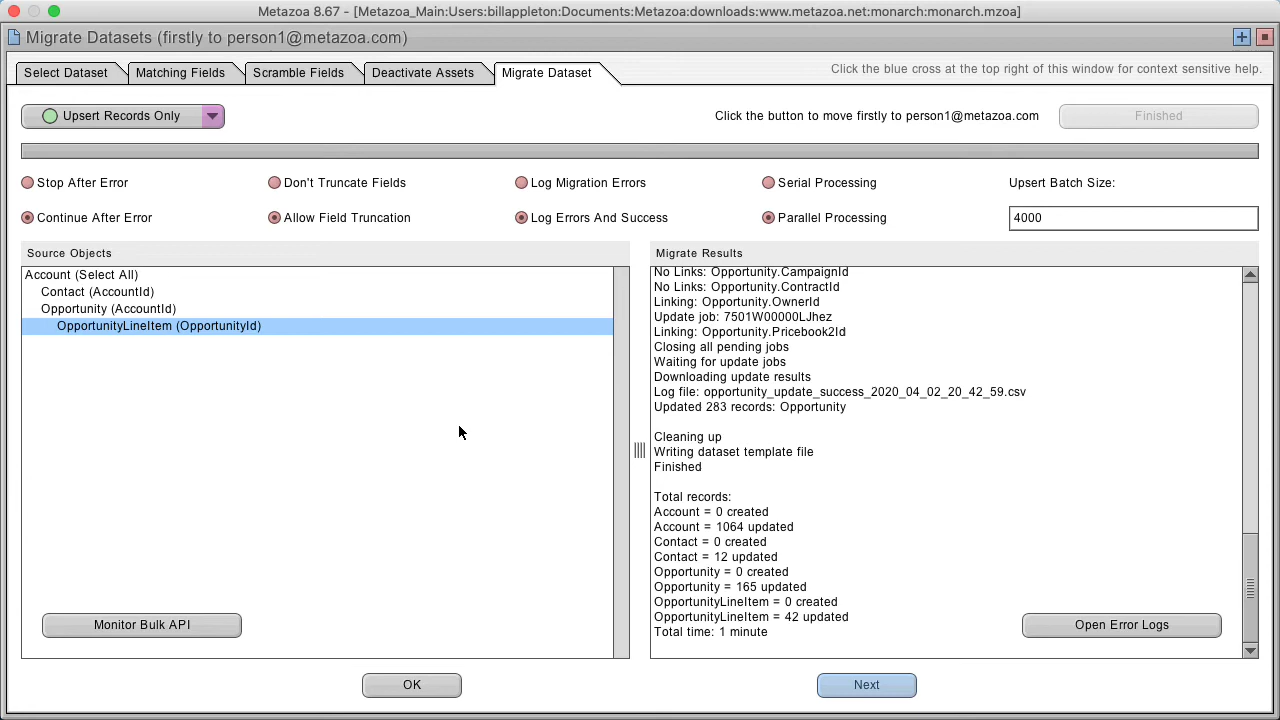 Metazoa 8.67 - [Metazoa_Main:Users:billappleton:Documents:Metazoa:downloads:www.metazoa.net:monarch:monarch.mzoa]
Migrate Datasets (firstly to person1@metazoa.com)
Select Dataset
Matching Fields
Scramble Fields
Deactivate Assets
Migrate Dataset
Click the blue cross at the top right of this window for context sensitive help.
Upsert Records Only
Click the button to move firstly to person1@metazoa.com
Finished
Stop After Error
Don't Truncate Fields
Log Migration Errors
Serial Processing
Upsert Batch Size:
Continue After Error
Allow Field Truncation
Log Errors And Success
Parallel Processing
4000
Source Objects
Account (Select All)
Contact (AccountId)
Opportunity (AccountId)
OpportunityLineItem (OpportunityId)
Monitor Bulk API
Migrate Results
No Links: Opportunity.CampaignId
No Links: Opportunity.ContractId
Linking: Opportunity.OwnerId
Update job: 7501W00000LJhez
Linking: Opportunity.Pricebook2Id
Closing all pending jobs
Waiting for update jobs
Downloading update results
Log file: opportunity_update_success_2020_04_02_20_42_59.csv
Updated 283 records: Opportunity
Cleaning up
Writing dataset template file
Finished
Total records:
Account = 0 created
Account = 1064 updated
Contact = 0 created
Contact = 12 updated
Opportunity = 0 created
Opportunity = 165 updated
OpportunityLineItem = 0 created
OpportunityLineItem = 42 updated
Total time: 1 minute
Open Error Logs
OK
Next